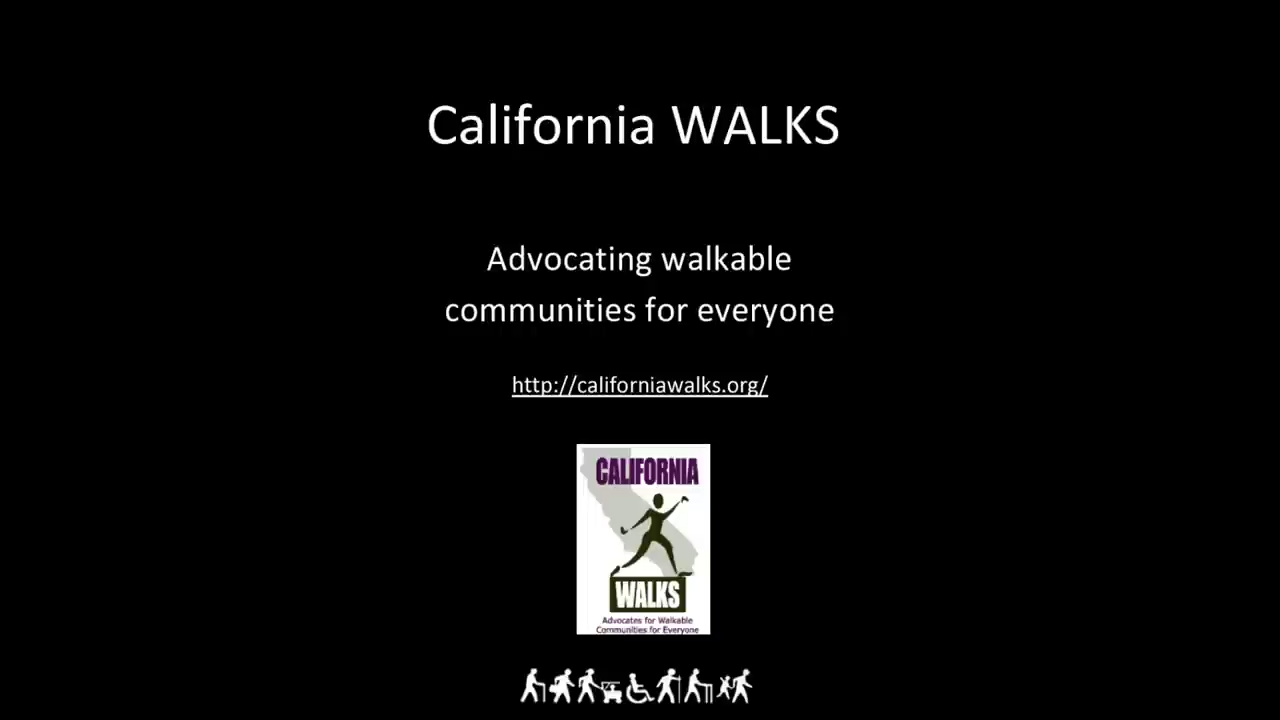 California WALKS
Advocating walkable
communities for everyone
http://californiawalks.org/
CALIFORNIA
WALKS
Advocates for Walkable
Communities for Everyone